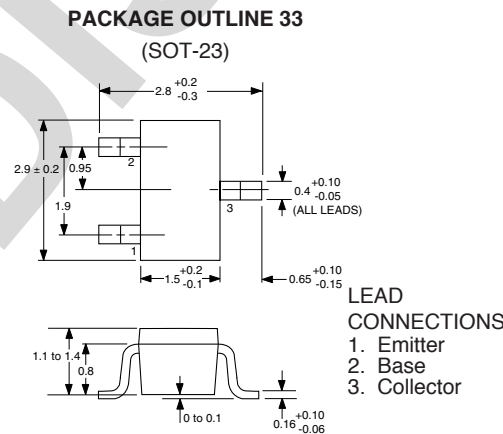 PACKAGE OUTLINE 33
(SOT-23)
2.8 +0.2 -0.3
2
2.9 ± 0.2
0.95
1.9
3
0.4 +0.10 -0.05
(ALL LEADS)
1
1.5 +0.2 -0.1
0.65 +0.10 -0.15
LEAD
CONNECTIONS
1. Emitter
2. Base
3. Collector
1.1 to 1.4
0.8
0 to 0.1
0.16 +0.10 -0.06